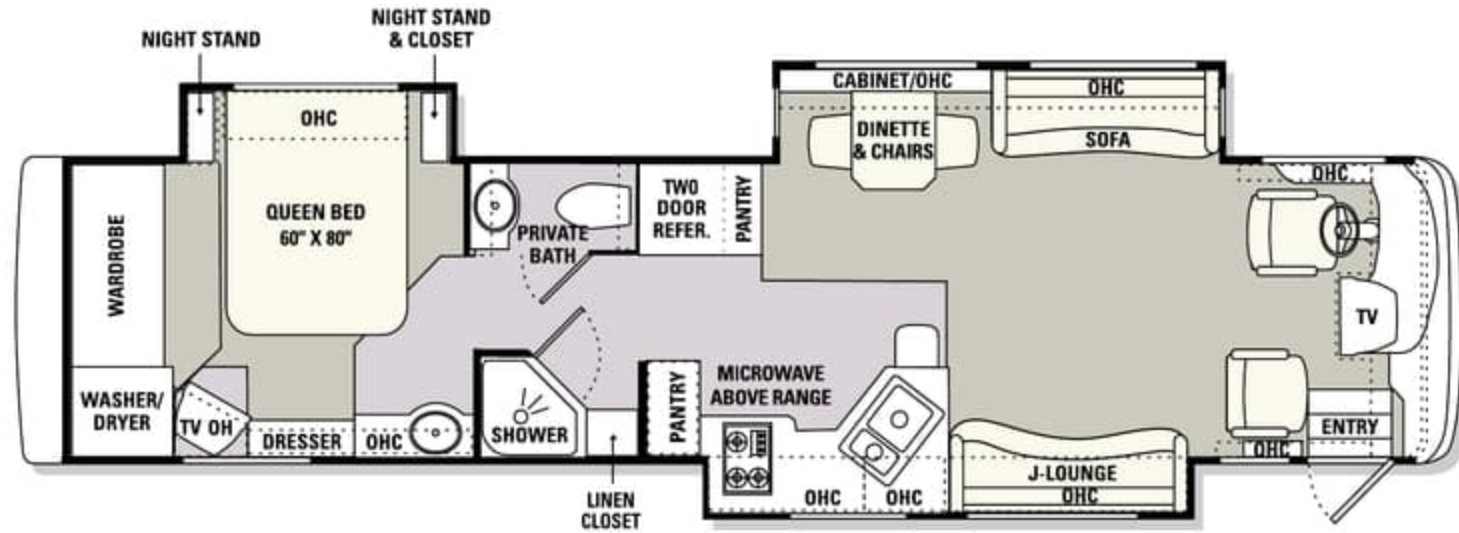 NIGHT STAND
NIGHT STAND
& CLOSET
OHC
QUEEN BED
60" X 80"
WARDROBE
WASHER/
DRYER
TV OH
DRESSER
OHC
PRIVATE
BATH
SHOWER
LINEN
CLOSET
TWO
DOOR
REFER.
PANTRY
PANTRY
MICROWAVE
ABOVE RANGE
OHC
OHC
CABINET/OHC
DINETTE
& CHAIRS
OHC
SOFA
J-LOUNGE
OHC
OHC
TV
ENTRY
OHC